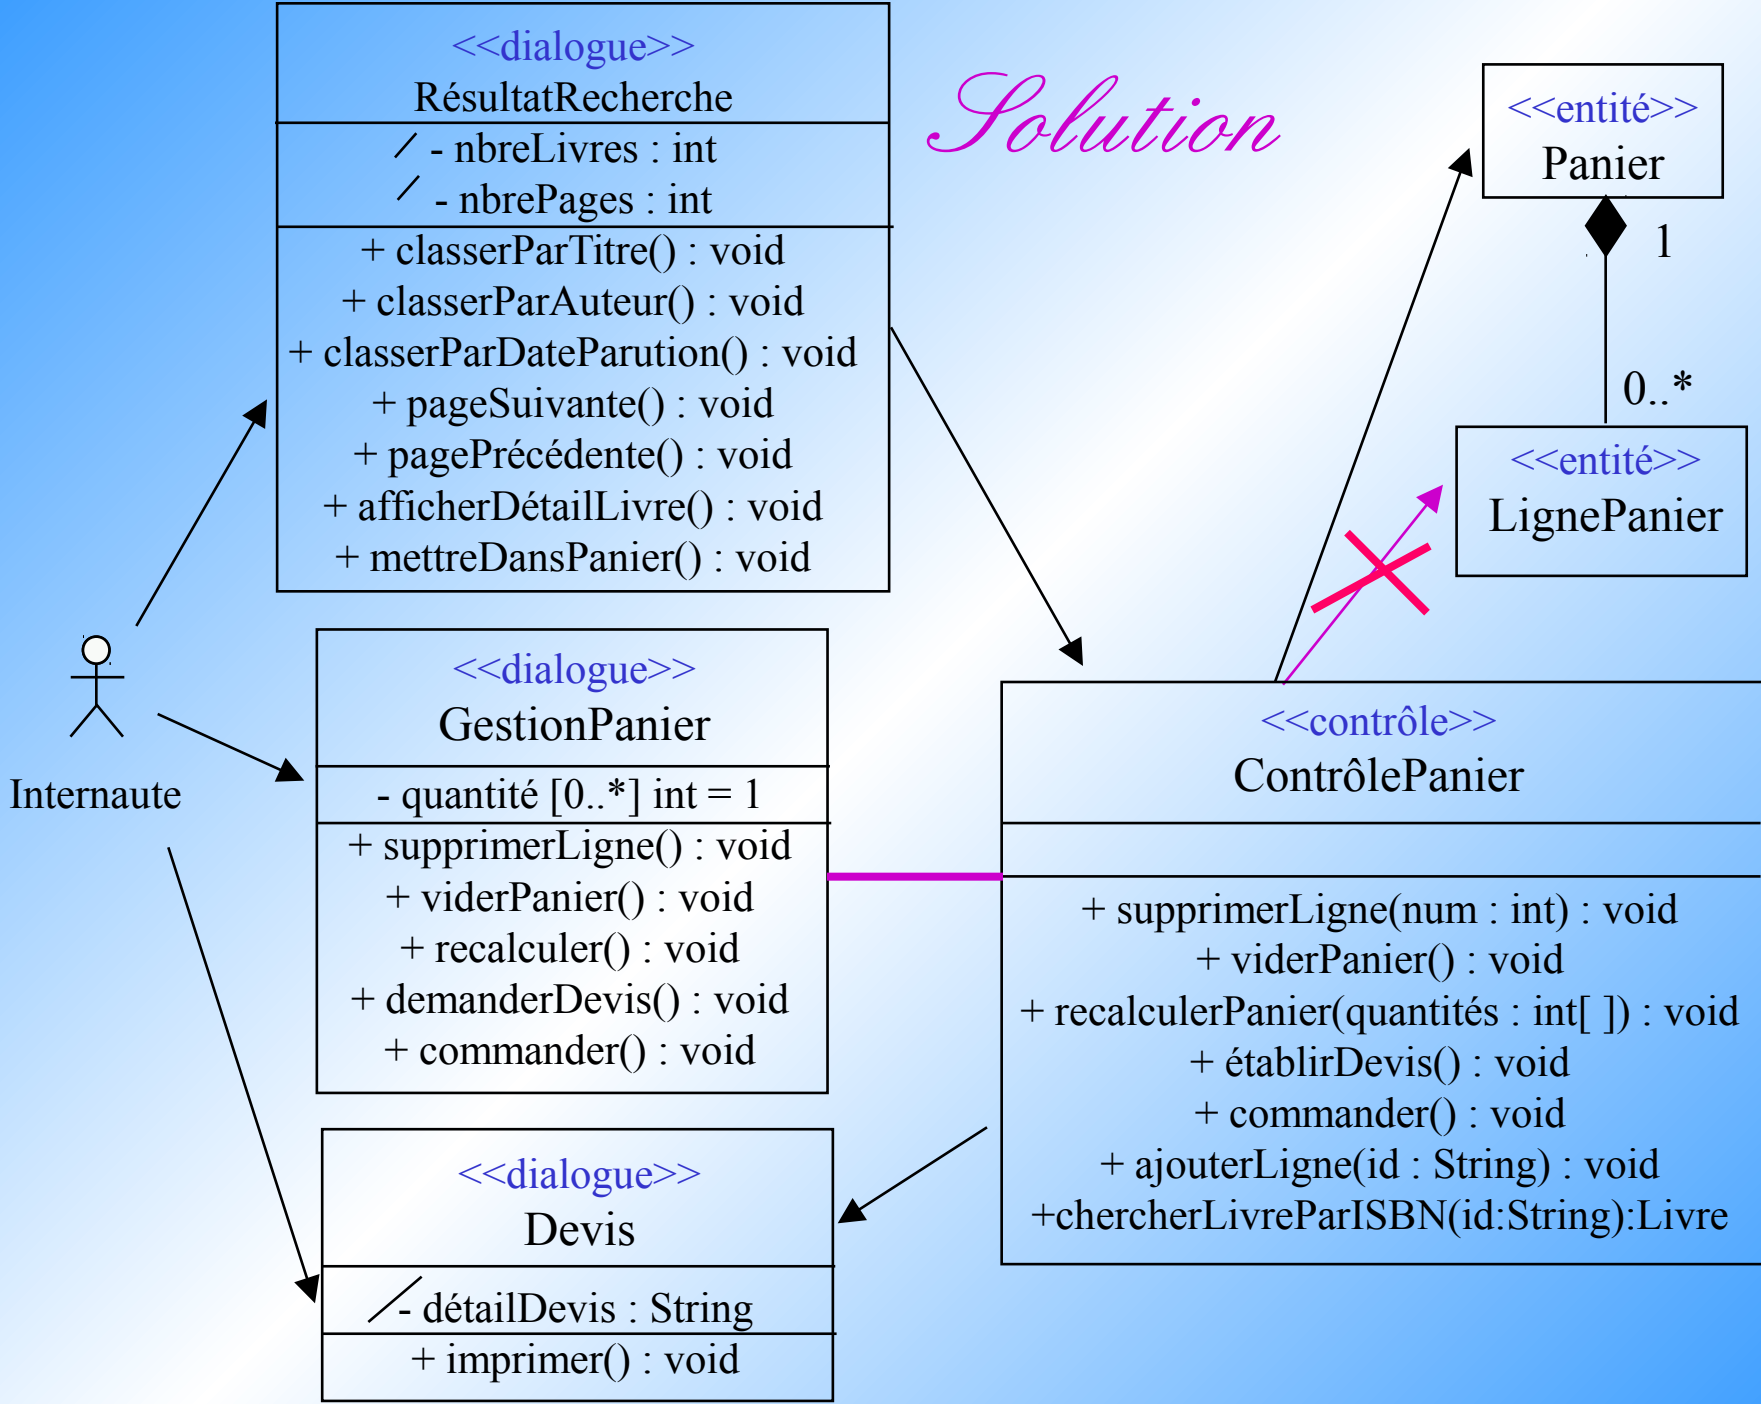 <<dialogue>>
RésultatRecherche
/ - nbreLivres : int
/ - nbrePages : int
+ classerParTitre() : void
+ classerParAuteur() : void
+ classerParDateParution() : void
+ pageSuivante() : void
+ pagePrécédente() : void
+ afficherDétailLivre() : void
+ mettreDansPanier() : void
Solution
<<entité>>
Panier
1
0..*
<<entité>>
LignePanier
Internaute
<<dialogue>>
GestionPanier
- quantité [0..*] int = 1
+ supprimerLigne() : void
+ viderPanier() : void
+ recalculer() : void
+ demanderDevis() : void
+ commander() : void
<<contrôle>>
ContrôlePanier
+ supprimerLigne(num : int) : void
+ viderPanier() : void
+ recalculerPanier(quantités : int[ ]) : void
+ établirDevis() : void
+ commander() : void
+ ajouterLigne(id : String) : void
+chercherLivreParISBN(id:String):Livre
<<dialogue>>
Devis
/- détailDevis : String
+ imprimer() : void